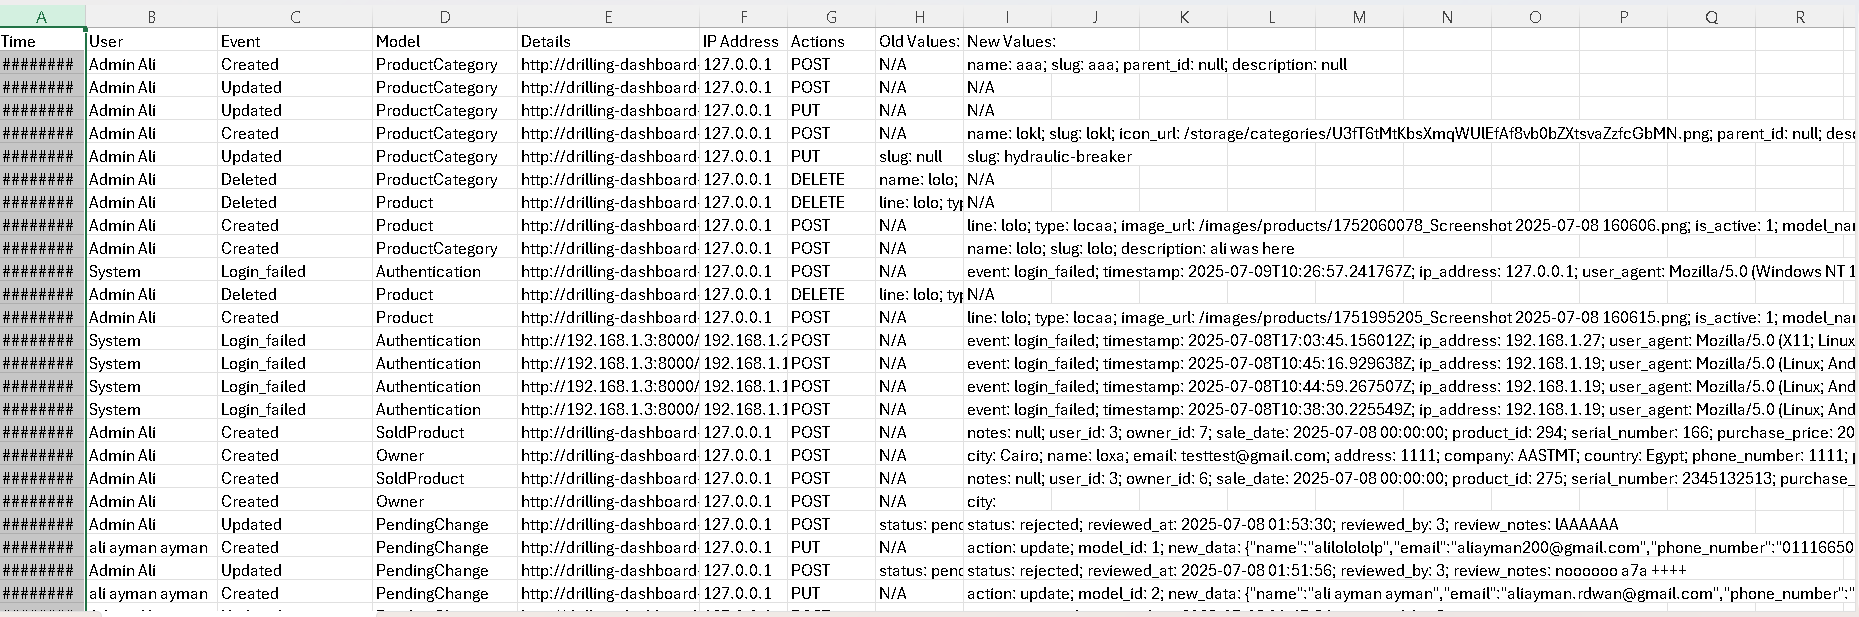 A B C D E F G H I J K L M N O P Q R
Time User Event Model Details IP Address Actions Old Values: New Values:
######## Admin Ali Created ProductCategory http://drilling-dashboard- 127.0.0.1 POST N/A name: aaa; slug: aaa; parent_id: null; description: null
######## Admin Ali Updated ProductCategory http://drilling-dashboard- 127.0.0.1 POST N/A N/A
######## Admin Ali Updated ProductCategory http://drilling-dashboard- 127.0.0.1 PUT N/A N/A
######## Admin Ali Created ProductCategory http://drilling-dashboard- 127.0.0.1 POST N/A name: lokl; slug: lokl; icon_url: /storage/categories/U3fT6tMtKbsXmqWUlEfAf8vb0bZXtsvaZzfcGbMN.png; parent_id: null; desc
######## Admin Ali Updated ProductCategory http://drilling-dashboard- 127.0.0.1 PUT slug: null slug: hydraulic-breaker
######## Admin Ali Deleted ProductCategory http://drilling-dashboard- 127.0.0.1 DELETE name: lolo; N/A
######## Admin Ali Deleted Product http://drilling-dashboard- 127.0.0.1 DELETE line: lolo; typ N/A
######## Admin Ali Created Product http://drilling-dashboard- 127.0.0.1 POST N/A line: lolo; type: locaa; image_url: /images/products/1752060078_Screenshot 2025-07-08 160606.png; is_active: 1; model_nar
######## Admin Ali Created ProductCategory http://drilling-dashboard- 127.0.0.1 POST N/A name: lolo; slug: lolo; description: ali was here
######## System Login_failed Authentication http://drilling-dashboard- 127.0.0.1 POST N/A event: login_failed; timestamp: 2025-07-09T10:26:57.241767Z; ip_address: 127.0.0.1; user_agent: Mozilla/5.0 (Windows NT 1
######## Admin Ali Deleted Product http://drilling-dashboard- 127.0.0.1 DELETE line: lolo; typ N/A
######## Admin Ali Created Product http://drilling-dashboard- 127.0.0.1 POST N/A line: lolo; type: locaa; image_url: /images/products/1751995205_Screenshot 2025-07-08 160615.png; is_active: 1; model_nar
######## System Login_failed Authentication http://192.168.1.3:8000/ 192.168.1.2 POST N/A event: login_failed; timestamp: 2025-07-08T17:03:45.156012Z; ip_address: 192.168.1.27; user_agent: Mozilla/5.0 (X11; Linux
######## System Login_failed Authentication http://192.168.1.3:8000/ 192.168.1.1 POST N/A event: login_failed; timestamp: 2025-07-08T10:45:16.929638Z; ip_address: 192.168.1.19; user_agent: Mozilla/5.0 (Linux; And
######## System Login_failed Authentication http://192.168.1.3:8000/ 192.168.1.1 POST N/A event: login_failed; timestamp: 2025-07-08T10:44:59.267507Z; ip_address: 192.168.1.19; user_agent: Mozilla/5.0 (Linux; And
######## System Login_failed Authentication http://192.168.1.3:8000/ 192.168.1.1 POST N/A event: login_failed; timestamp: 2025-07-08T10:38:30.225549Z; ip_address: 192.168.1.19; user_agent: Mozilla/5.0 (Linux; And
######## Admin Ali Created SoldProduct http://drilling-dashboard- 127.0.0.1 POST N/A notes: null; user_id: 3; owner_id: 7; sale_date: 2025-07-08 00:00:00; product_id: 294; serial_number: 166; purchase_price: 20
######## Admin Ali Created Owner http://drilling-dashboard- 127.0.0.1 POST N/A city: Cairo; name: loxa; email: testtest@gmail.com; address: 1111; company: AASTMT; country: Egypt; phone_number: 1111; p
######## Admin Ali Created SoldProduct http://drilling-dashboard- 127.0.0.1 POST N/A notes: null; user_id: 3; owner_id: 6; sale_date: 2025-07-08 00:00:00; product_id: 275; serial_number: 2345132513; purchase_
######## Admin Ali Created Owner http://drilling-dashboard- 127.0.0.1 POST N/A city:
######## Admin Ali Updated PendingChange http://drilling-dashboard- 127.0.0.1 POST status: pend status: rejected; reviewed_at: 2025-07-08 01:53:30; reviewed_by: 3; review_notes: lAAAAAA
######## ali ayman ayman Created PendingChange http://drilling-dashboard- 127.0.0.1 PUT N/A action: update; model_id: 1; new_data: {"name":"alilolololp","email":"aliayman200@gmail.com","phone_number":"01116650
######## Admin Ali Updated PendingChange http://drilling-dashboard- 127.0.0.1 POST status: pend status: rejected; reviewed_at: 2025-07-08 01:51:56; reviewed_by: 3; review_notes: noooooo a7a ++++
######## ali ayman ayman Created PendingChange http://drilling-dashboard- 127.0.0.1 PUT N/A action: update; model_id: 2; new_data: {"name":"ali ayman ayman","email":"aliayman.rdwan@gmail.com","phone_number":"